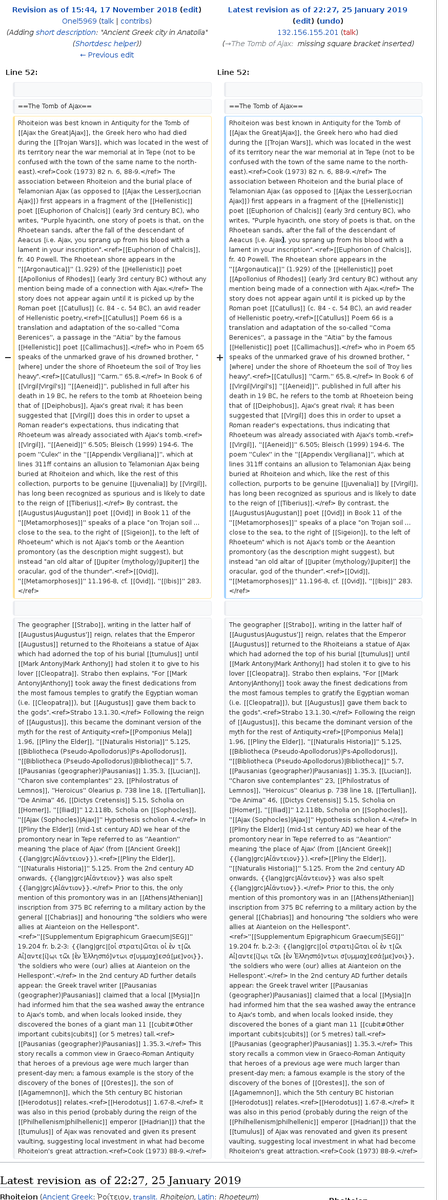 Revision as of 15:44, 17 November 2018 (edit)
Onel5969 (talk | contribs)
(Adding short description: "Ancient Greek city in Anatolia"
(Shortdesc helper))
← Previous edit
Latest revision as of 22:27, 25 January 2019
(edit) (undo)
132.156.155.201 (talk)
(→The Tomb of Ajax: missing square bracket inserted)
Line 52:
Line 52:
==The Tomb of Ajax==
==The Tomb of Ajax==
−
Rhoiteion was best known in Antiquity for the Tomb of
[[Ajax the Great|Ajax]], the Greek hero who had died
during the [[Trojan War]], which was located in the west of
its territory near the war memorial at In Tepe (not to be
confused with the town of the same name to the north-
east).<ref>Cook (1973) 82 n. 6, 88-9.</ref> The
association between Rhoiteion and the burial place of
Telamonian Ajax (as opposed to [[Ajax the Lesser|Locrian
Ajax]]) first appears in a fragment of the [[Hellenistic]]
poet [[Euphorion of Chalcis]] (early 3rd century BC), who
writes, "Purple hyacinth, one story of poets is that, on the
Rhoetean sands, after the fall of the descendant of
Aeacus [i.e. Ajax, you sprang up from his blood with a
lament in your inscription".<ref>[[Euphorion of Chalcis]],
fr. 40 Powell. The Rhoetean shore appears in the
''[[Argonautica]]'' (1.929) of the [[Hellenistic]] poet
[[Apollonius of Rhodes]] (early 3rd century BC) without any
mention being made of a connection with Ajax.</ref> The
story does not appear again until it is picked up by the
Roman poet [[Catullus]] (c. 84 - c. 54 BC), an avid reader
of Hellenistic poetry,<ref>[[Catullus]] Poem 66 is a
translation and adaptation of the so-called "Coma
Berenices", a passage in the ''Aitia'' by the famous
[[Hellenistic]] poet [[Callimachus]].</ref> who in Poem 65
speaks of the unmarked grave of his drowned brother, "
[where] under the shore of Rhoeteum the soil of Troy lies
heavy".<ref>[[Catullus]] ''Carm.'' 65.8.</ref> In Book 6 of
[[Virgil|Virgil's]] ''[[Aeneid]]'', published in full after his
death in 19 BC, he refers to the tomb at Rhoeteion being
that of [[Deiphobus]], Ajax's great rival; it has been
suggested that [[Virgil]] does this in order to upset a
Roman reader's expectations, thus indicating that
Rhoeteum was already associated with Ajax's tomb.<ref>
[[Virgil]], ''[[Aeneid]]'' 6.505; Bleisch (1999) 194-6. The
poem ''Culex'' in the ''[[Appendix Vergiliana]]'', which at
lines 311ff contains an allusion to Telamonian Ajax being
buried at Rhoiteion and which, like the rest of this
collection, purports to be genuine [[juvenalia]] by [[Virgil]],
has long been recognized as spurious and is likely to date
to the reign of [[Tiberius]].</ref> By contrast, the
[[Augustus|Augustan]] poet [[Ovid]] in Book 11 of the
''[[Metamorphoses]]'' speaks of a place "on Trojan soil ...
close to the sea, to the right of [[Sigeion]], to the left of
Rhoeteum" which is not Ajax's tomb or the Aeantion
promontory (as the description might suggest), but
instead "an old altar of [[Jupiter (mythology)|Jupiter]] the
oracular, god of the thunder".<ref>[[Ovid]],
''[[Metamorphoses]]'' 11.196-8, cf. [[Ovid]], ''[[Ibis]]'' 283.
</ref>
+
Rhoiteion was best known in Antiquity for the Tomb of
[[Ajax the Great|Ajax]], the Greek hero who had died
during the [[Trojan War]], which was located in the west of
its territory near the war memorial at In Tepe (not to be
confused with the town of the same name to the north-
east).<ref>Cook (1973) 82 n. 6, 88-9.</ref> The
association between Rhoiteion and the burial place of
Telamonian Ajax (as opposed to [[Ajax the Lesser|Locrian
Ajax]]) first appears in a fragment of the [[Hellenistic]]
poet [[Euphorion of Chalcis]] (early 3rd century BC), who
writes, "Purple hyacinth, one story of poets is that, on the
Rhoetean sands, after the fall of the descendant of
Aeacus [i.e. Ajax], you sprang up from his blood with a
lament in your inscription".<ref>[[Euphorion of Chalcis]],
fr. 40 Powell. The Rhoetean shore appears in the
''[[Argonautica]]'' (1.929) of the [[Hellenistic]] poet
[[Apollonius of Rhodes]] (early 3rd century BC) without any
mention being made of a connection with Ajax.</ref> The
story does not appear again until it is picked up by the
Roman poet [[Catullus]] (c. 84 - c. 54 BC), an avid reader
of Hellenistic poetry,<ref>[[Catullus]] Poem 66 is a
translation and adaptation of the so-called "Coma
Berenices", a passage in the ''Aitia'' by the famous
[[Hellenistic]] poet [[Callimachus]].</ref> who in Poem 65
speaks of the unmarked grave of his drowned brother, "
[where] under the shore of Rhoeteum the soil of Troy lies
heavy".<ref>[[Catullus]] ''Carm.'' 65.8.</ref> In Book 6 of
[[Virgil|Virgil's]] ''[[Aeneid]]'', published in full after his
death in 19 BC, he refers to the tomb at Rhoeteion being
that of [[Deiphobus]], Ajax's great rival; it has been
suggested that [[Virgil]] does this in order to upset a
Roman reader's expectations, thus indicating that
Rhoeteum was already associated with Ajax's tomb.<ref>
[[Virgil]], ''[[Aeneid]]'' 6.505; Bleisch (1999) 194-6. The
poem ''Culex'' in the ''[[Appendix Vergiliana]]'', which at
lines 311ff contains an allusion to Telamonian Ajax being
buried at Rhoiteion and which, like the rest of this
collection, purports to be genuine [[juvenalia]] by [[Virgil]],
has long been recognized as spurious and is likely to date
to the reign of [[Tiberius]].</ref> By contrast, the
[[Augustus|Augustan]] poet [[Ovid]] in Book 11 of the
''[[Metamorphoses]]'' speaks of a place "on Trojan soil ...
close to the sea, to the right of [[Sigeion]], to the left of
Rhoeteum" which is not Ajax's tomb or the Aeantion
promontory (as the description might suggest), but
instead "an old altar of [[Jupiter (mythology)|Jupiter]] the
oracular, god of the thunder".<ref>[[Ovid]],
''[[Metamorphoses]]'' 11.196-8, cf. [[Ovid]], ''[[Ibis]]'' 283.
</ref>
The geographer [[Strabo]], writing in the latter half of
[[Augustus|Augustus']] reign, reports that the Emperor
[[Augustus]] returned to the Rhoiteians a statue of Ajax
which had adorned the top of his burial [[tumulus]] until
[[Mark Antony|Mark Anthony]] had stolen it to give to his
lover [[Cleopatra]]. Strabo then explains, "For [[Mark
Antony|Anthony]] took away the finest dedications from
the most famous temples to gratify the Egyptian woman
(i.e. [[Cleopatra]]), but [[Augustus]] gave them back to
the gods".<ref>Strabo 13.1.30.</ref> Following the reign
of [[Augustus]], this became the dominant version of the
myth for the rest of Antiquity.<ref>[[Pomponius Mela]]
1.96, [[Pliny the Elder]], ''[[Naturalis Historia]]'' 5.125,
[[Bibliotheca (Pseudo-Apollodorus)|Ps-Apollodorus]],
''[[Bibliotheca (Pseudo-Apollodorus)|Bibliotheca]]'' 5.7,
[[Pausanias (geographer)|Pausanias]] 1.35.3, [[Lucian]],
''Charon sive contemplantes'' 23, [[Philostratus of
Lemnos]], ''Heroicus'' Olearius p. 738 line 18, [[Tertullian]],
''De Anima'' 46, [[Dictys Cretensis]] 5.15, Scholia on
[[Homer]], ''[[Iliad]]'' 12.118b, Scholia on [[Sophocles]],
''[[Ajax (Sophocles)|Ajax]]'' Hypothesis scholion 4.</ref> In
[[Pliny the Elder]] (mid-1st century AD) we hear of the
promontory near In Tepe referred to as ''Aeantion''
meaning 'the place of Ajax' (from [[Ancient Greek]]
{{lang|grc|Αἰάντειον}}).<ref>[[Pliny the Elder]],
''[[Naturalis Historia]]'' 5.125. From the 2nd century AD
onwards, {{lang|grc|Αἰάντιον}} was also spelt
{{lang|grc|Αἰάντιον}}.</ref> Prior to this, the only
mention of this promontory was in an [[Athens|Athenian]]
inscription from 375 BC referring to a military action by the
general [[Chabrias]] and honouring "the soldiers who were
allies at Aianteion on the Hellespont".
<ref>''[[Supplementum Epigraphicum Graecum|SEG]]''
19.204 fr. b.2-3: {{lang|grc|[οἱ στρατι]ῶται οἱ ἐν τ[ῶι
Αἰ]αντε[ί]ωι τῶι [ἐν Ἑλλησπό]ντωι σ[υμμαχ]εσά[με]νοι}},
'the soldiers who were (our) allies at Aianteion on the
Hellespont'.</ref> In the 2nd century AD further details
appear: the Greek travel writer [[Pausanias
(geographer)|Pausanias]] claimed that a local [[Mysia]]n
had informed him that the sea washed away the entrance
to Ajax's tomb, and when locals looked inside, they
discovered the bones of a giant man 11 [[cubit#Other
important cubits|cubits]] (or 5 metres) tall.<ref>
[[Pausanias (geographer)|Pausanias]] 1.35.3.</ref> This
story recalls a common view in Graeco-Roman Antiquity
that heroes of a previous age were much larger than
present-day men; a famous example is the story of the
discovery of the bones of [[Orestes]], the son of
[[Agamemnon]], which the 5th century BC historian
[[Herodotus]] relates.<ref>[[Herodotus]] 1.67-8.</ref> It
was also in this period (probably during the reign of the
[[Philhellenism|philhellenic]] emperor [[Hadrian]]) that the
[[tumulus]] of Ajax was renovated and given its present
vaulting, suggesting local investment in what had become
Rhoiteion's greatest attraction.<ref>Cook (1973) 88-9.</ref>
The geographer [[Strabo]], writing in the latter half of
[[Augustus|Augustus']] reign, reports that the Emperor
[[Augustus]] returned to the Rhoiteians a statue of Ajax
which had adorned the top of his burial [[tumulus]] until
[[Mark Antony|Mark Anthony]] had stolen it to give to his
lover [[Cleopatra]]. Strabo then explains, "For [[Mark
Antony|Anthony]] took away the finest dedications from
the most famous temples to gratify the Egyptian woman
(i.e. [[Cleopatra]]), but [[Augustus]] gave them back to
the gods".<ref>Strabo 13.1.30.</ref> Following the reign
of [[Augustus]], this became the dominant version of the
myth for the rest of Antiquity.<ref>[[Pomponius Mela]]
1.96, [[Pliny the Elder]], ''[[Naturalis Historia]]'' 5.125,
[[Bibliotheca (Pseudo-Apollodorus)|Ps-Apollodorus]],
''[[Bibliotheca (Pseudo-Apollodorus)|Bibliotheca]]'' 5.7,
[[Pausanias (geographer)|Pausanias]] 1.35.3, [[Lucian]],
''Charon sive contemplantes'' 23, [[Philostratus of
Lemnos]], ''Heroicus'' Olearius p. 738 line 18, [[Tertullian]],
''De Anima'' 46, [[Dictys Cretensis]] 5.15, Scholia on
[[Homer]], ''[[Iliad]]'' 12.118b, Scholia on [[Sophocles]],
''[[Ajax (Sophocles)|Ajax]]'' Hypothesis scholion 4.</ref> In
[[Pliny the Elder]] (mid-1st century AD) we hear of the
promontory near In Tepe referred to as ''Aeantion''
meaning 'the place of Ajax' (from [[Ancient Greek]]
{{lang|grc|Αἰάντειον}}).<ref>[[Pliny the Elder]],
''[[Naturalis Historia]]'' 5.125. From the 2nd century AD
onwards, {{lang|grc|Αἰάντιον}} was also spelt
{{lang|grc|Αἰάντιον}}.</ref> Prior to this, the only
mention of this promontory was in an [[Athens|Athenian]]
inscription from 375 BC referring to a military action by the
general [[Chabrias]] and honouring "the soldiers who were
allies at Aianteion on the Hellespont".
<ref>''[[Supplementum Epigraphicum Graecum|SEG]]''
19.204 fr. b.2-3: {{lang|grc|[οἱ στρατι]ῶται οἱ ἐν τ[ῶι
Αἰ]αντε[ί]ωι τῶι [ἐν Ἑλλησπό]ντωι σ[υμμαχ]εσά[με]νοι}},
'the soldiers who were (our) allies at Aianteion on the
Hellespont'.</ref> In the 2nd century AD further details
appear: the Greek travel writer [[Pausanias
(geographer)|Pausanias]] claimed that a local [[Mysia]]n
had informed him that the sea washed away the entrance
to Ajax's tomb, and when locals looked inside, they
discovered the bones of a giant man 11 [[cubit#Other
important cubits|cubits]] (or 5 metres) tall.<ref>
[[Pausanias (geographer)|Pausanias]] 1.35.3.</ref> This
story recalls a common view in Graeco-Roman Antiquity
that heroes of a previous age were much larger than
present-day men; a famous example is the story of the
discovery of the bones of [[Orestes]], the son of
[[Agamemnon]], which the 5th century BC historian
[[Herodotus]] relates.<ref>[[Herodotus]] 1.67-8.</ref> It
was also in this period (probably during the reign of the
[[Philhellenism|philhellenic]] emperor [[Hadrian]]) that the
[[tumulus]] of Ajax was renovated and given its present
vaulting, suggesting local investment in what had become
Rhoiteion's greatest attraction.<ref>Cook (1973) 88-9.</ref>
Latest revision as of 22:27, 25 January 2019
Rhoiteion (Ancient Greek: Ῥοίτειον, translit. Rhoiteion, Latin: Rhoeteum)
Rhoiteion